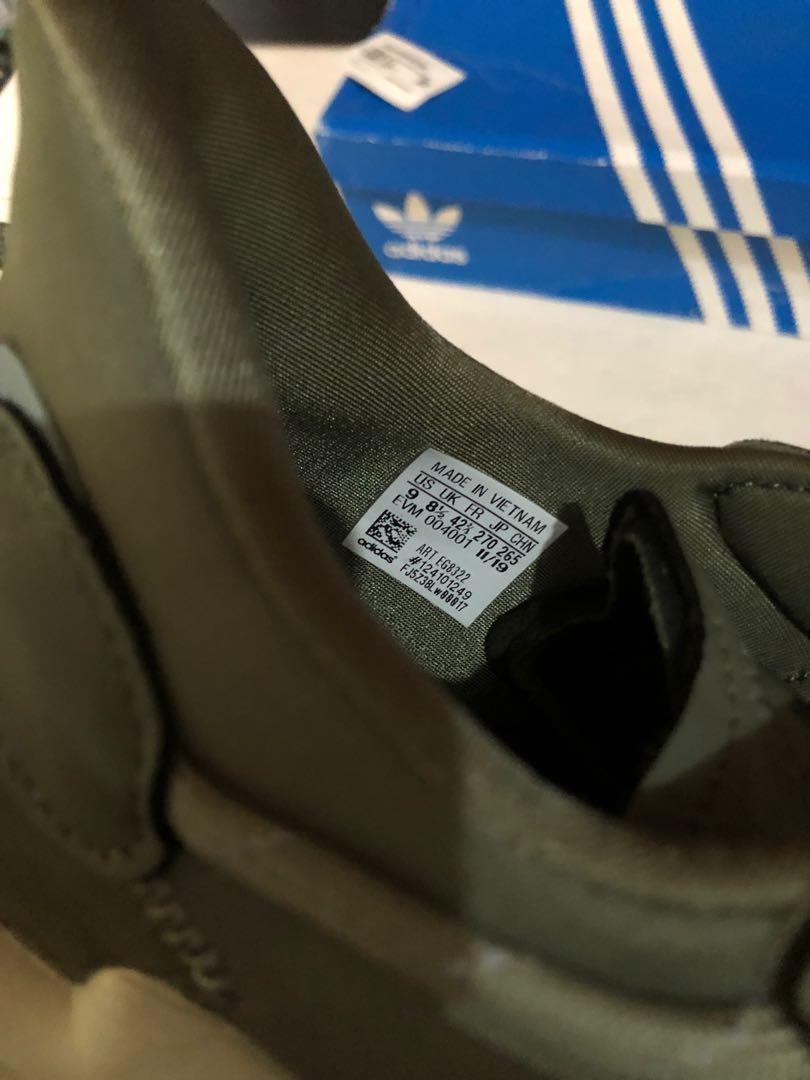 adidas
MADE IN VIETNAM
US UK FR JP CHN
9 8½ 42⅔ 270 265
EVM 004001 11/19
adidas
ART EG8322
#124101249
FJ5Z38LW00017